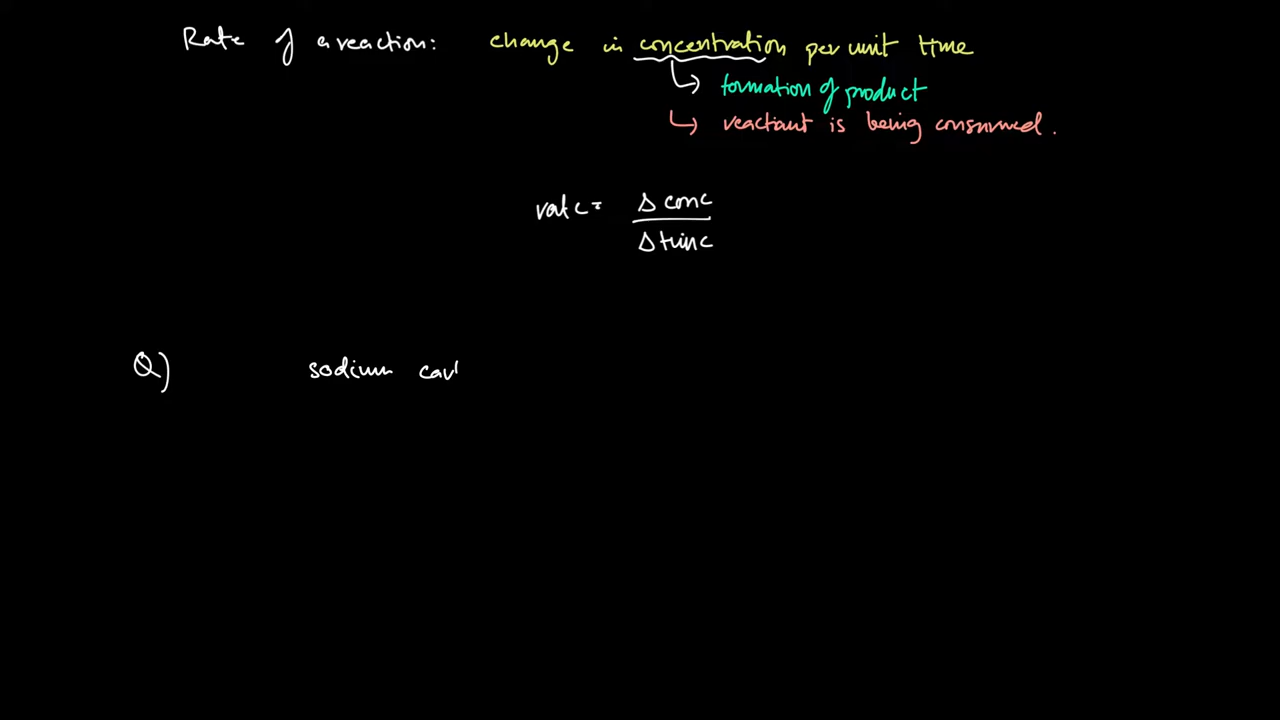 Rate of a reaction: change in concentration per unit time
↳ formation of product
↳ reactant is being consumed.
rate = Δ conc
Δ time
Q) sodium